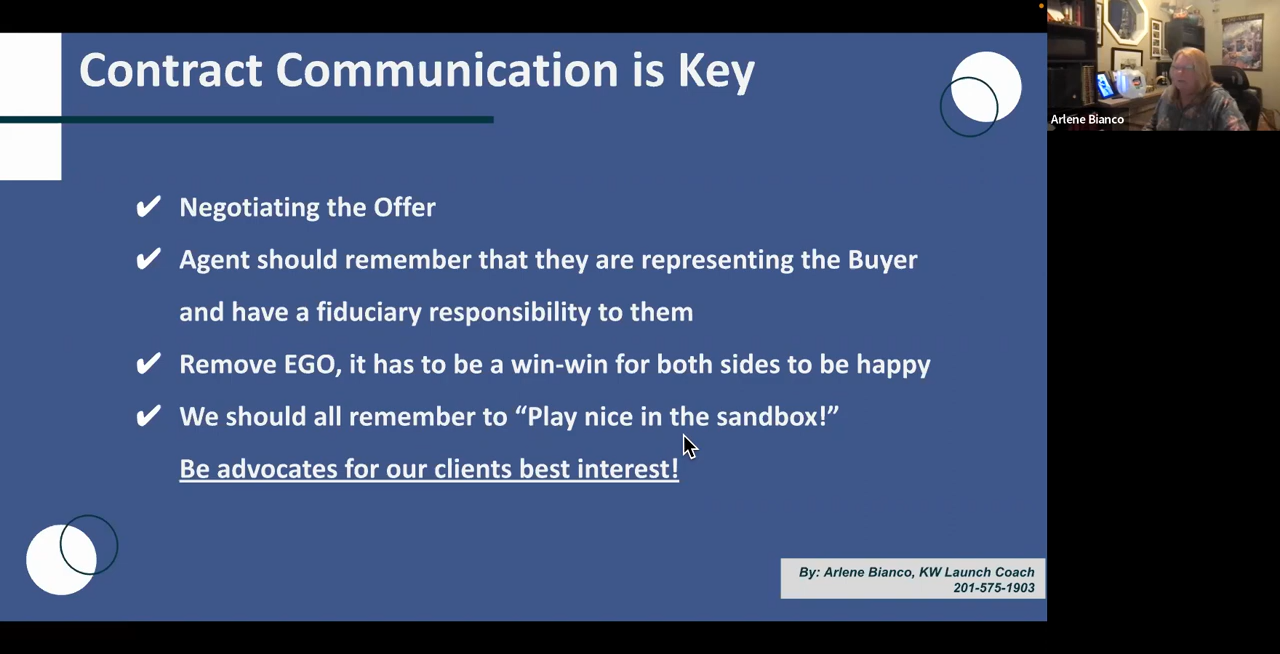 Contract Communication is Key
Arlene Bianco
✔ Negotiating the Offer
✔ Agent should remember that they are representing the Buyer
and have a fiduciary responsibility to them
✔ Remove EGO, it has to be a win-win for both sides to be happy
✔ We should all remember to “Play nice in the sandbox!”
Be advocates for our clients best interest!
By: Arlene Bianco, KW Launch Coach
201-575-1903